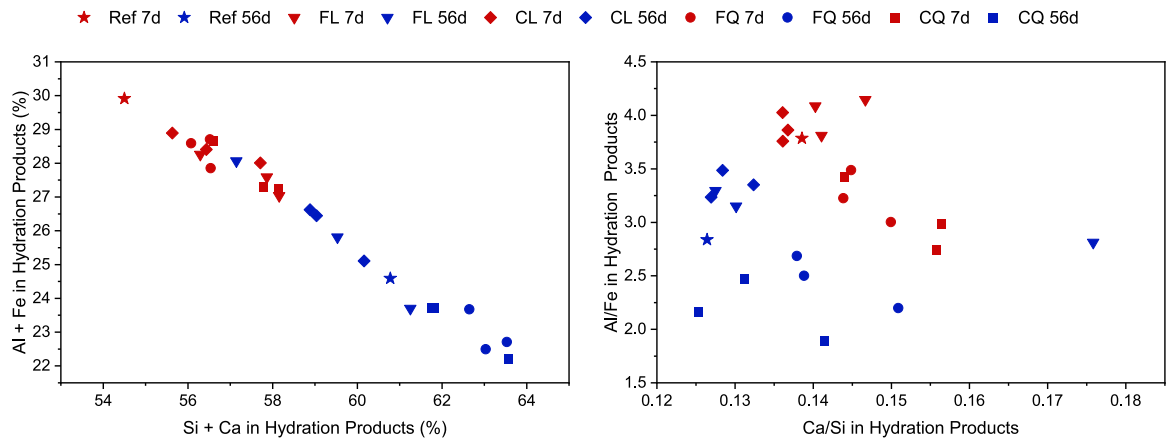 Ref 7d Ref 56d FL 7d FL 56d CL 7d CL 56d FQ 7d FQ 56d CQ 7d CQ 56d
Al + Fe in Hydration Products (%)
31
30
29
28
27
26
25
24
23
22
54 56 58 60 62 64
Si + Ca in Hydration Products (%)
Al/Fe in Hydration Products
4.5
4.0
3.5
3.0
2.5
2.0
1.5
0.12 0.13 0.14 0.15 0.16 0.17 0.18
Ca/Si in Hydration Products